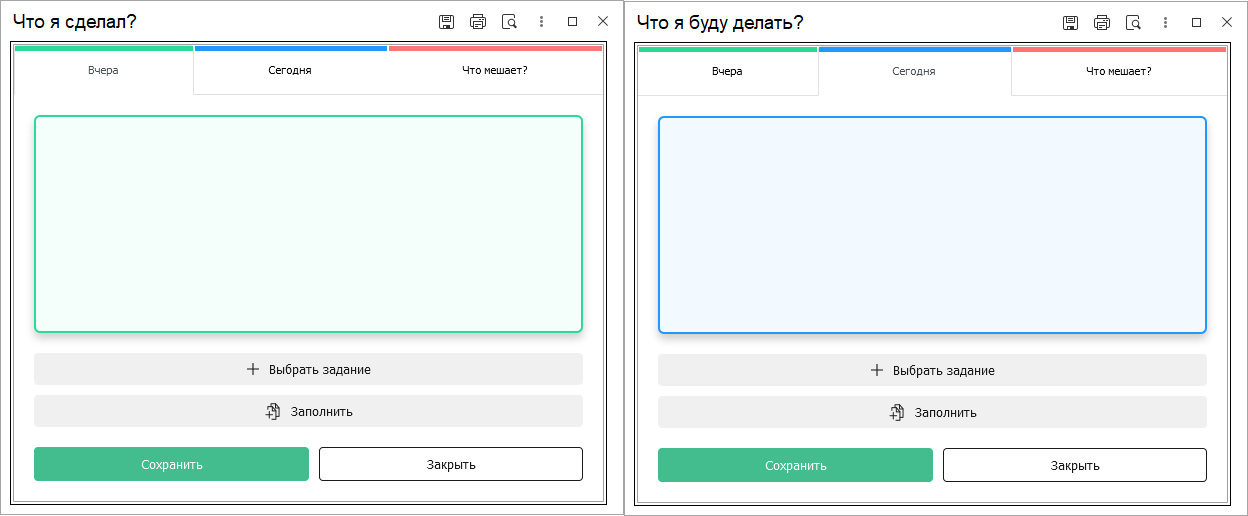 Что я сделал?
Вчера
Сегодня
Что мешает?
Выбрать задание
Заполнить
Сохранить
Закрыть
Что я буду делать?
Вчера
Сегодня
Что мешает?
Выбрать задание
Заполнить
Сохранить
Закрыть